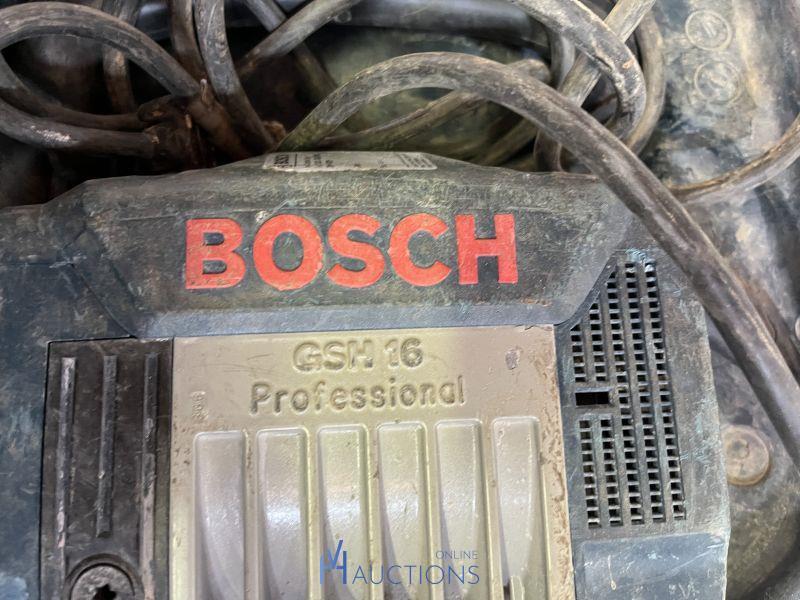 BOSCH
GSH 16
Professional
ONLINE
AUCTIONS